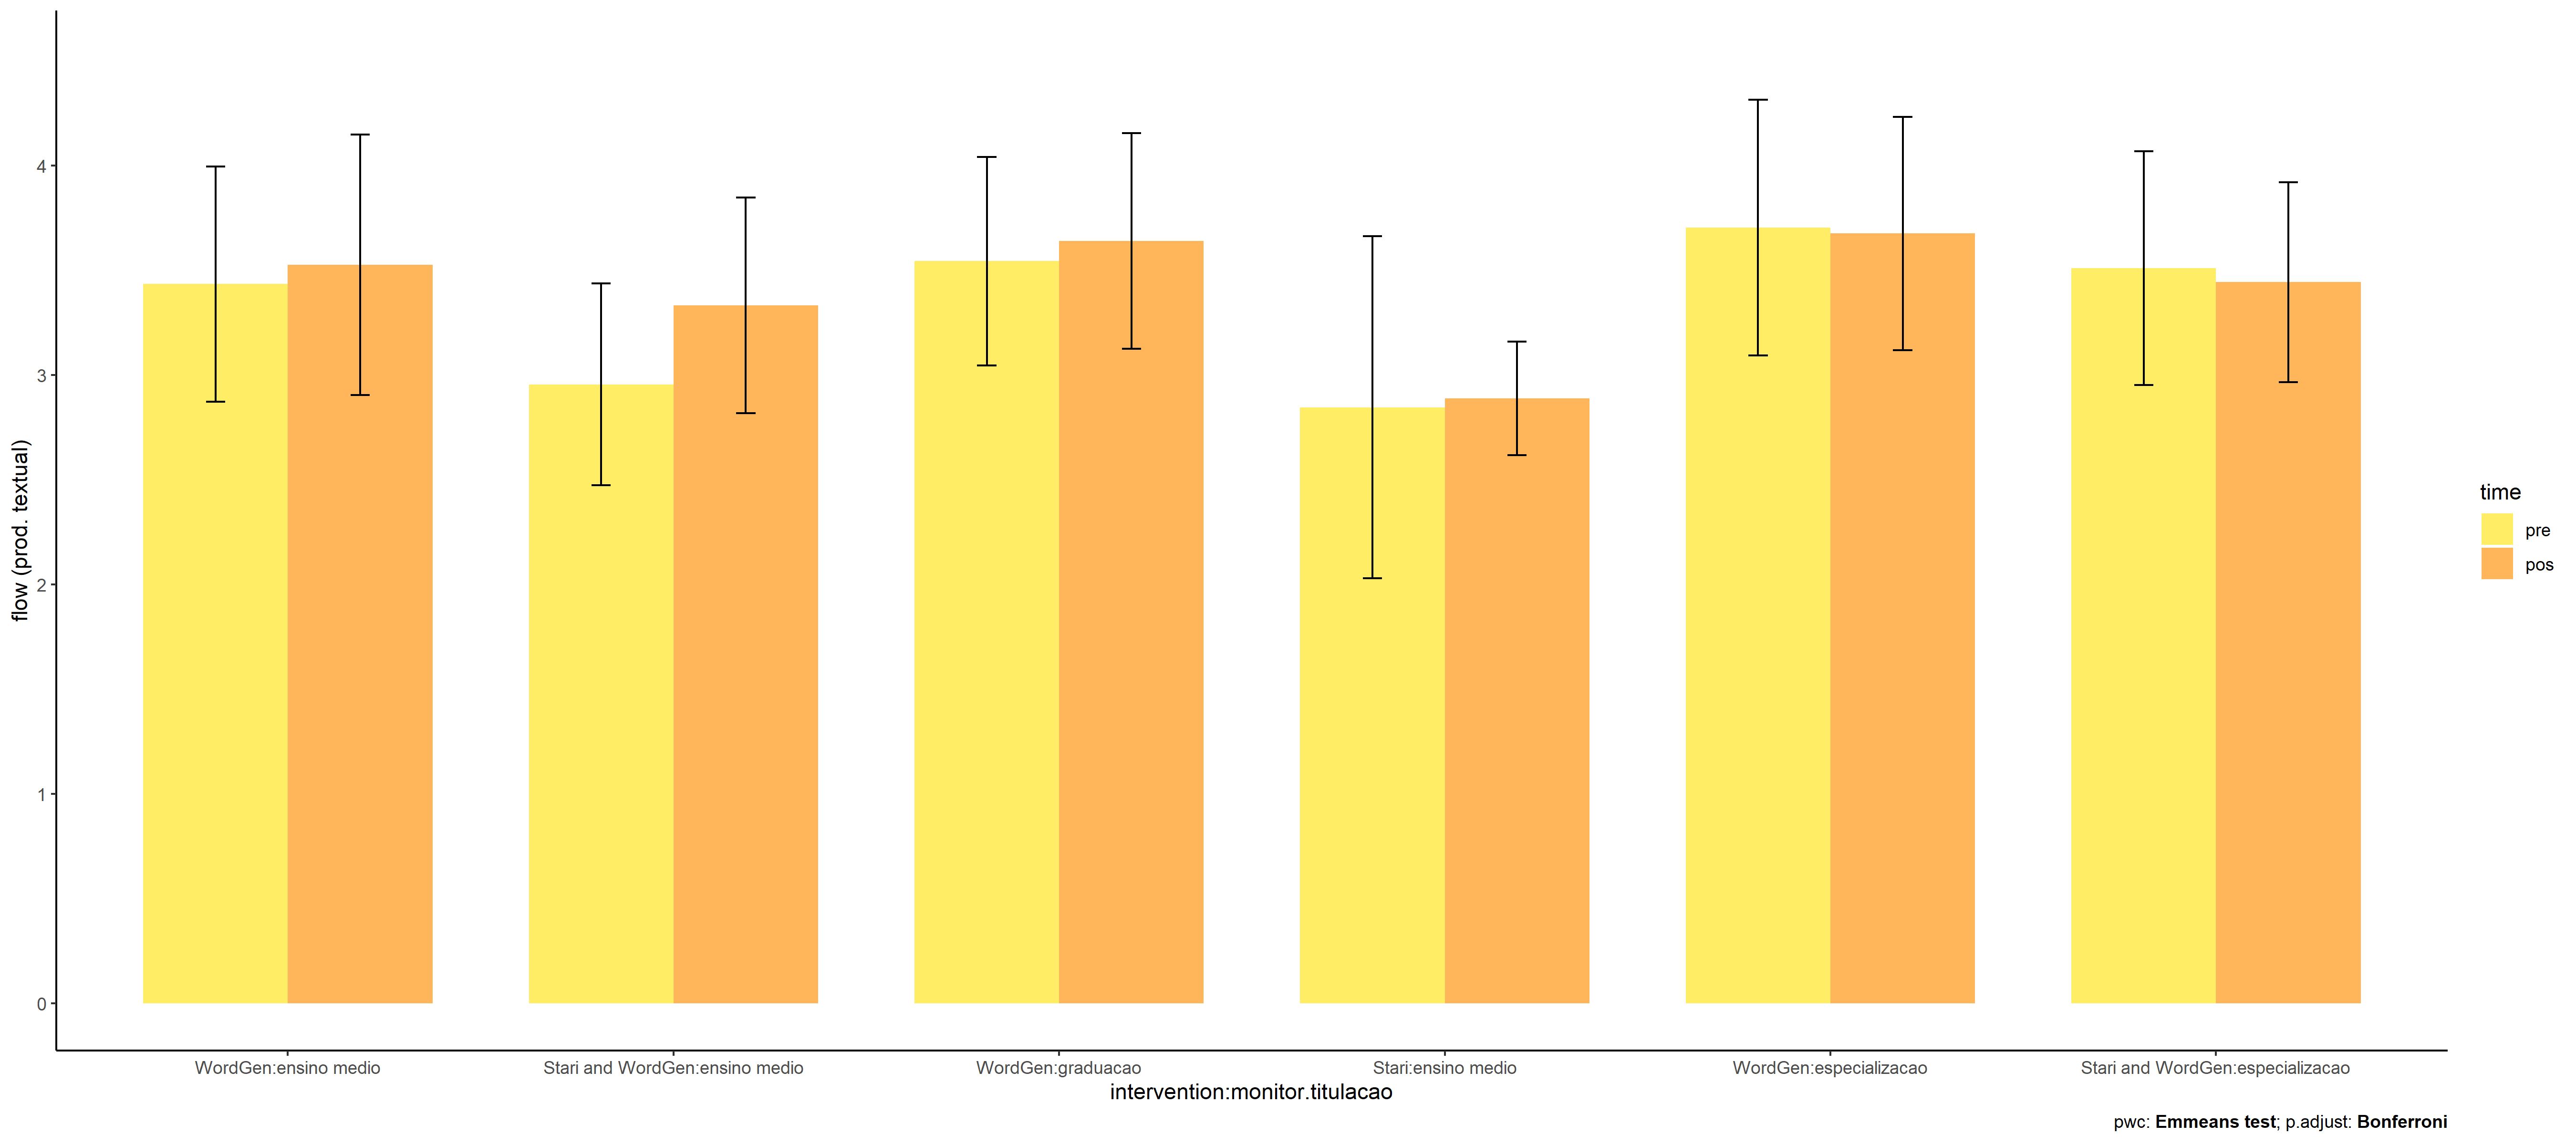 flow (prod. textual)
4
3
2
1
0
WordGen:ensino medio
Stari and WordGen:ensino medio
WordGen:graduacao
Stari:ensino medio
WordGen:especializacao
Stari and WordGen:especializacao
intervention:monitor.titulacao
time
pre
pos
pwc: Emmeans test; p.adjust: Bonferroni